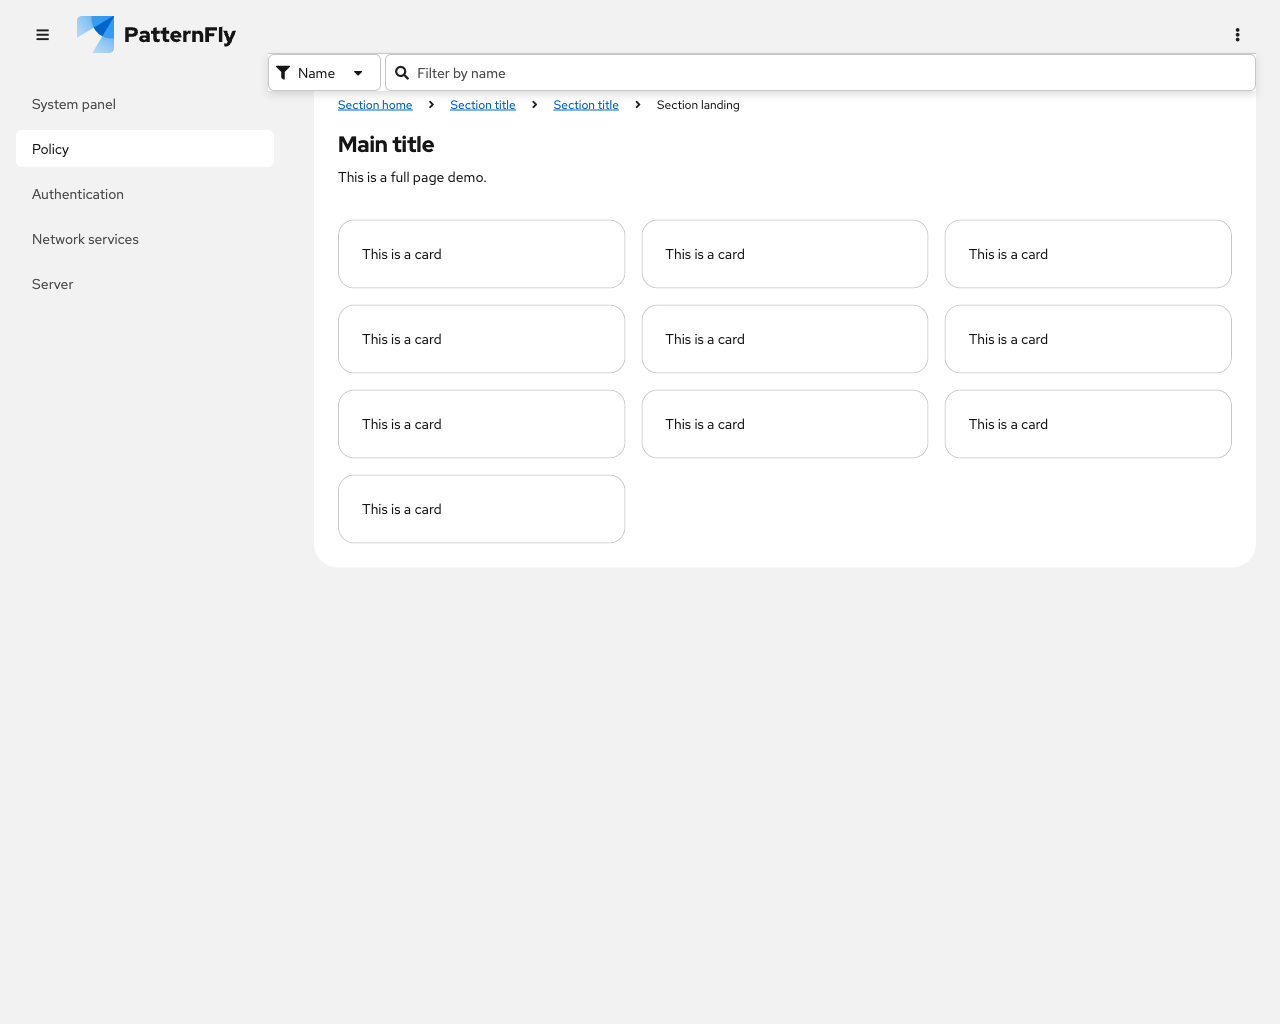 PatternFly
Name
Filter by name
System panel
Policy
Authentication
Network services
Server
Section home
Section title
Section title
Section landing
Main title
This is a full page demo.
This is a card
This is a card
This is a card
This is a card
This is a card
This is a card
This is a card
This is a card
This is a card
This is a card